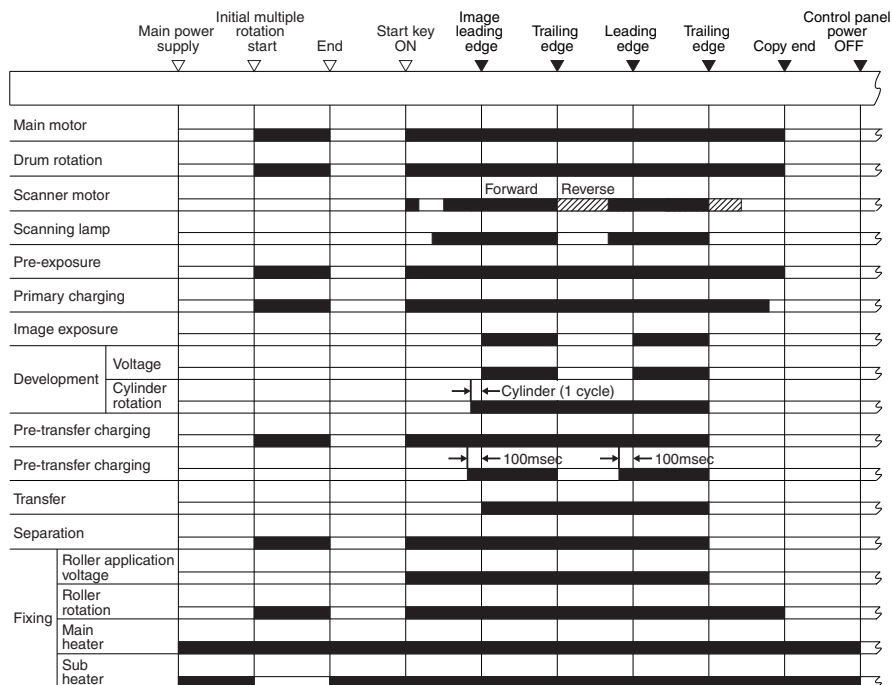 Main power
supply
Initial multiple
rotation
start
End
Start key
ON
Image
leading
edge
Trailing
edge
Leading
edge
Trailing
edge
Copy end
Control panel
power
OFF
Main motor
Drum rotation
Scanner motor
Forward
Reverse
Scanning lamp
Pre-exposure
Primary charging
Image exposure
Development
Voltage
Cylinder
rotation
Cylinder (1 cycle)
Pre-transfer charging
Pre-transfer charging
100msec
100msec
Transfer
Separation
Fixing
Roller application
voltage
Roller
rotation
Main
heater
Sub
heater